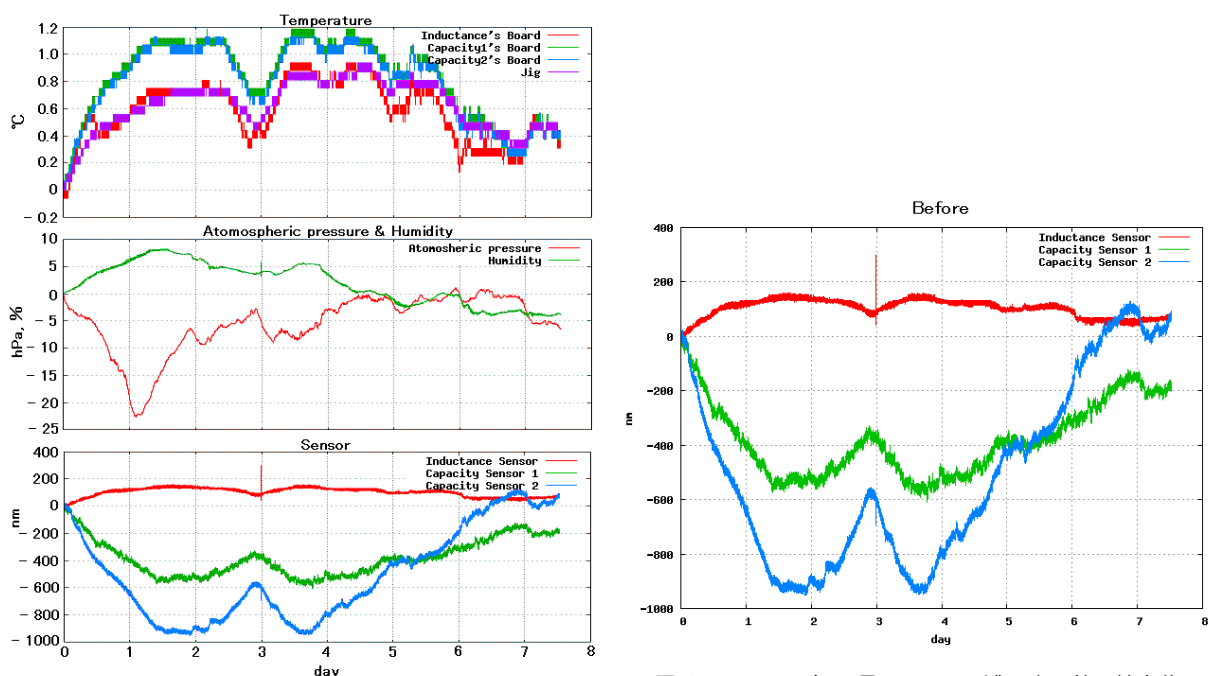 Temperature
Inductance's Board
Capacity1's Board
Capacity2's Board
Jig
℃
1.2
1.0
0.8
0.6
0.4
0.2
0
-0.2
Atomospheric pressure & Humidity
Atomosheric pressure
Humidity
hPa, %
10
5
0
-5
-10
-15
-20
-25
Sensor
Inductance Sensor
Capacity Sensor 1
Capacity Sensor 2
nm
400
200
0
-200
-400
-600
-800
-1000
0 1 2 3 4 5 6 7 8
day
Before
Inductance Sensor
Capacity Sensor 1
Capacity Sensor 2
nm
400
200
0
-200
-400
-600
-800
-1000
0 1 2 3 4 5 6 7 8
day